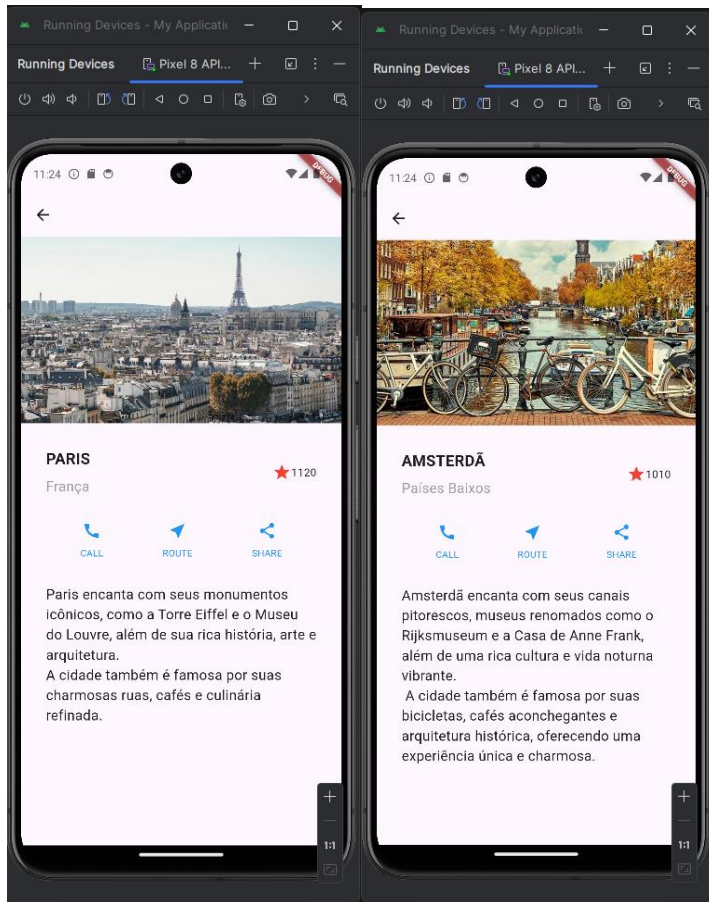 Running Devices - My Applicatic
Running Devices
Pixel 8 API...
11:24
DEBUG
PARIS
França
1120
CALL
ROUTE
SHARE
Paris encanta com seus monumentos
icônicos, como a Torre Eiffel e o Museu
do Louvre, além de sua rica história, arte e
arquitetura.
A cidade também é famosa por suas
charmosas ruas, cafés e culinária
refinada.
1:1
Running Devices - My Applicatic
Running Devices
Pixel 8 API...
11:24
DEBUG
AMSTERDÃ
Países Baixos
1010
CALL
ROUTE
SHARE
Amsterdã encanta com seus canais
pitorescos, museus renomados como o
Rijksmuseum e a Casa de Anne Frank,
além de uma rica cultura e vida noturna
vibrante.
A cidade também é famosa por suas
bicicletas, cafés aconchegantes e
arquitetura histórica, oferecendo uma
experiência única e charmosa.
1:1